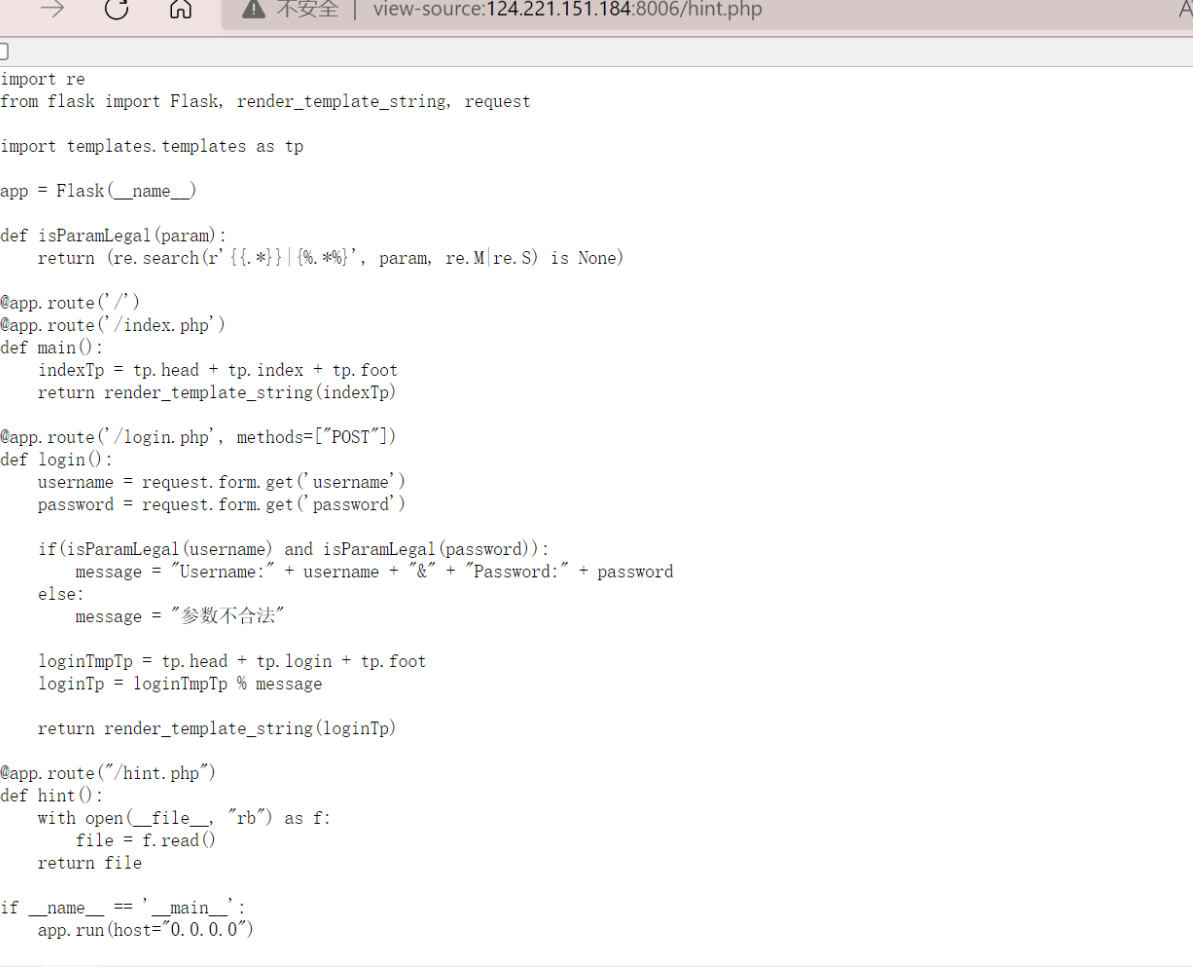 不安全 | view-source:124.221.151.184:8006/hint.php
import re
from flask import Flask, render_template_string, request
import templates.templates as tp
app = Flask(__name__)
def isParamLegal(param):
    return (re.search(r'{{.*}}|{%.*%}', param, re.M|re.S) is None)
@app.route('/')
@app.route('/index.php')
def main():
    indexTp = tp.head + tp.index + tp.foot
    return render_template_string(indexTp)
@app.route('/login.php', methods=["POST"])
def login():
    username = request.form.get('username')
    password = request.form.get('password')
    if(isParamLegal(username) and isParamLegal(password)):
        message = "Username:" + username + "&" + "Password:" + password
    else:
        message = "参数不合法"
    loginTmpTp = tp.head + tp.login + tp.foot
    loginTp = loginTmpTp % message
    return render_template_string(loginTp)
@app.route("/hint.php")
def hint():
    with open(__file__, "rb") as f:
        file = f.read()
    return file
if __name__ == '__main__':
    app.run(host="0.0.0.0")